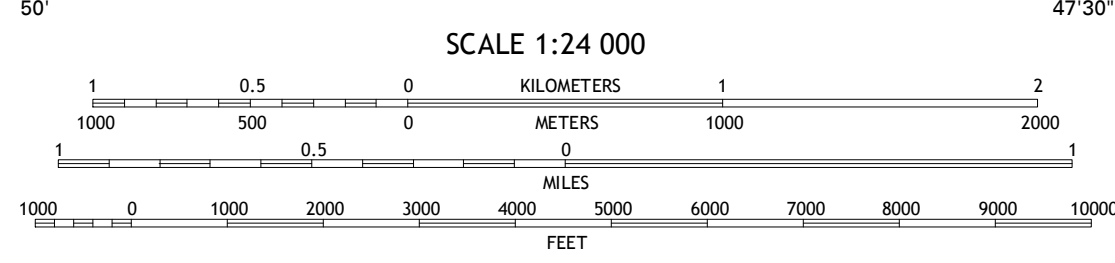 50' 47'30"
SCALE 1:24 000
1 0.5 0 KILOMETERS 1 2
1000 500 0 METERS 1000 2000
1 0.5 0 1
MILES
1000 0 1000 2000 3000 4000 5000 6000 7000 8000 9000 10000
FEET